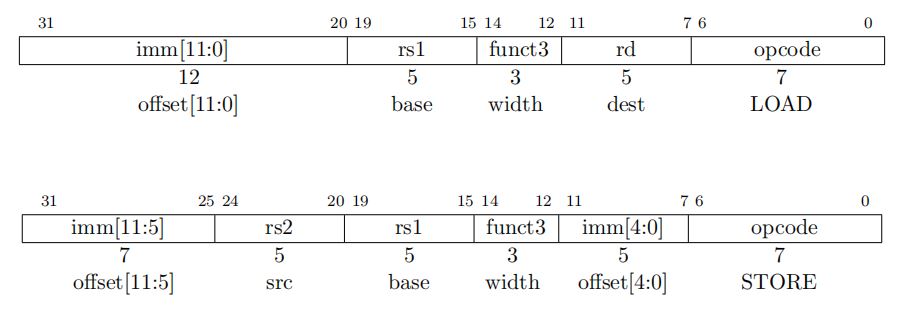 31 20 19 15 14 12 11 7 6 0
imm[11:0] rs1 funct3 rd opcode
12 5 3 5 7
offset[11:0] base width dest LOAD
31 25 24 20 19 15 14 12 11 7 6 0
imm[11:5] rs2 rs1 funct3 imm[4:0] opcode
7 5 5 3 5 7
offset[11:5] src base width offset[4:0] STORE